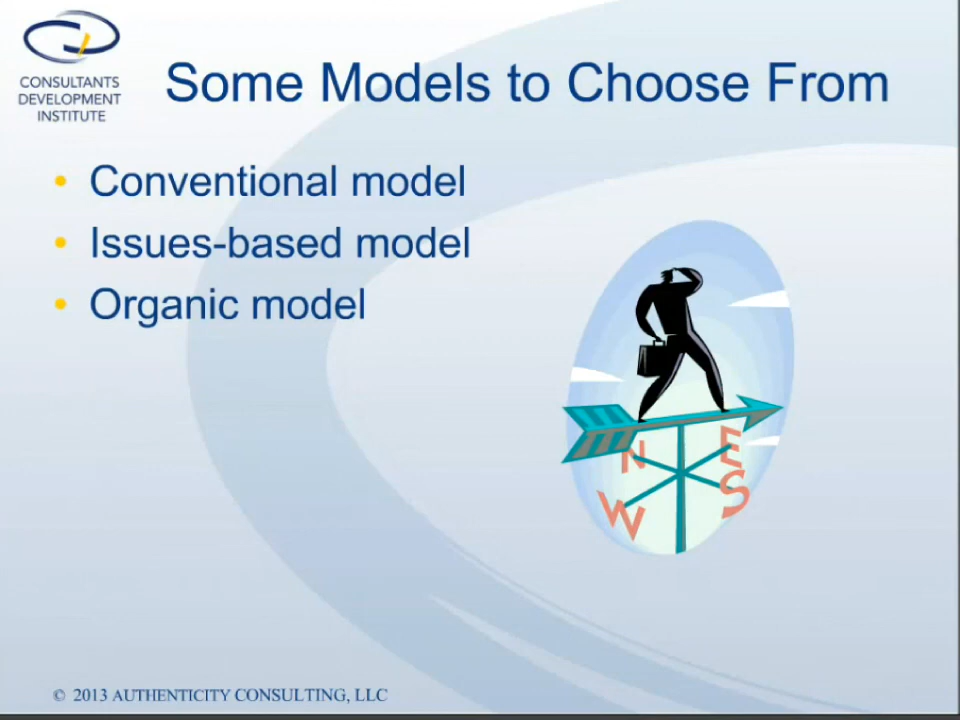 CONSULTANTS
DEVELOPMENT
INSTITUTE
Some Models to Choose From
• Conventional model
• Issues-based model
• Organic model
N
E
S
W
© 2013 AUTHENTICITY CONSULTING, LLC